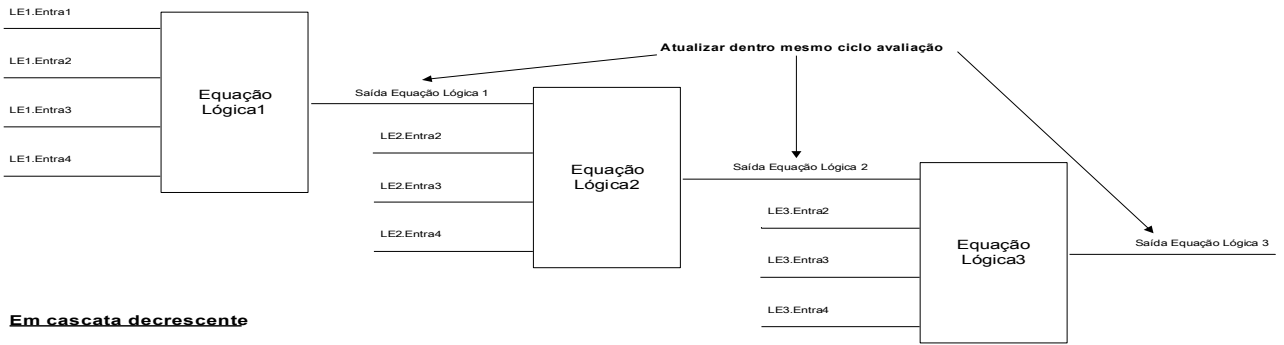 LE1.Entra1
LE1.Entra2
LE1.Entra3
LE1.Entra4
Equação
Lógica1
Atualizar dentro mesmo ciclo avaliação
Saída Equação Lógica 1
LE2.Entra2
LE2.Entra3
LE2.Entra4
Equação
Lógica2
Saída Equação Lógica 2
LE3.Entra2
LE3.Entra3
LE3.Entra4
Equação
Lógica3
Saída Equação Lógica 3
Em cascata decrescente